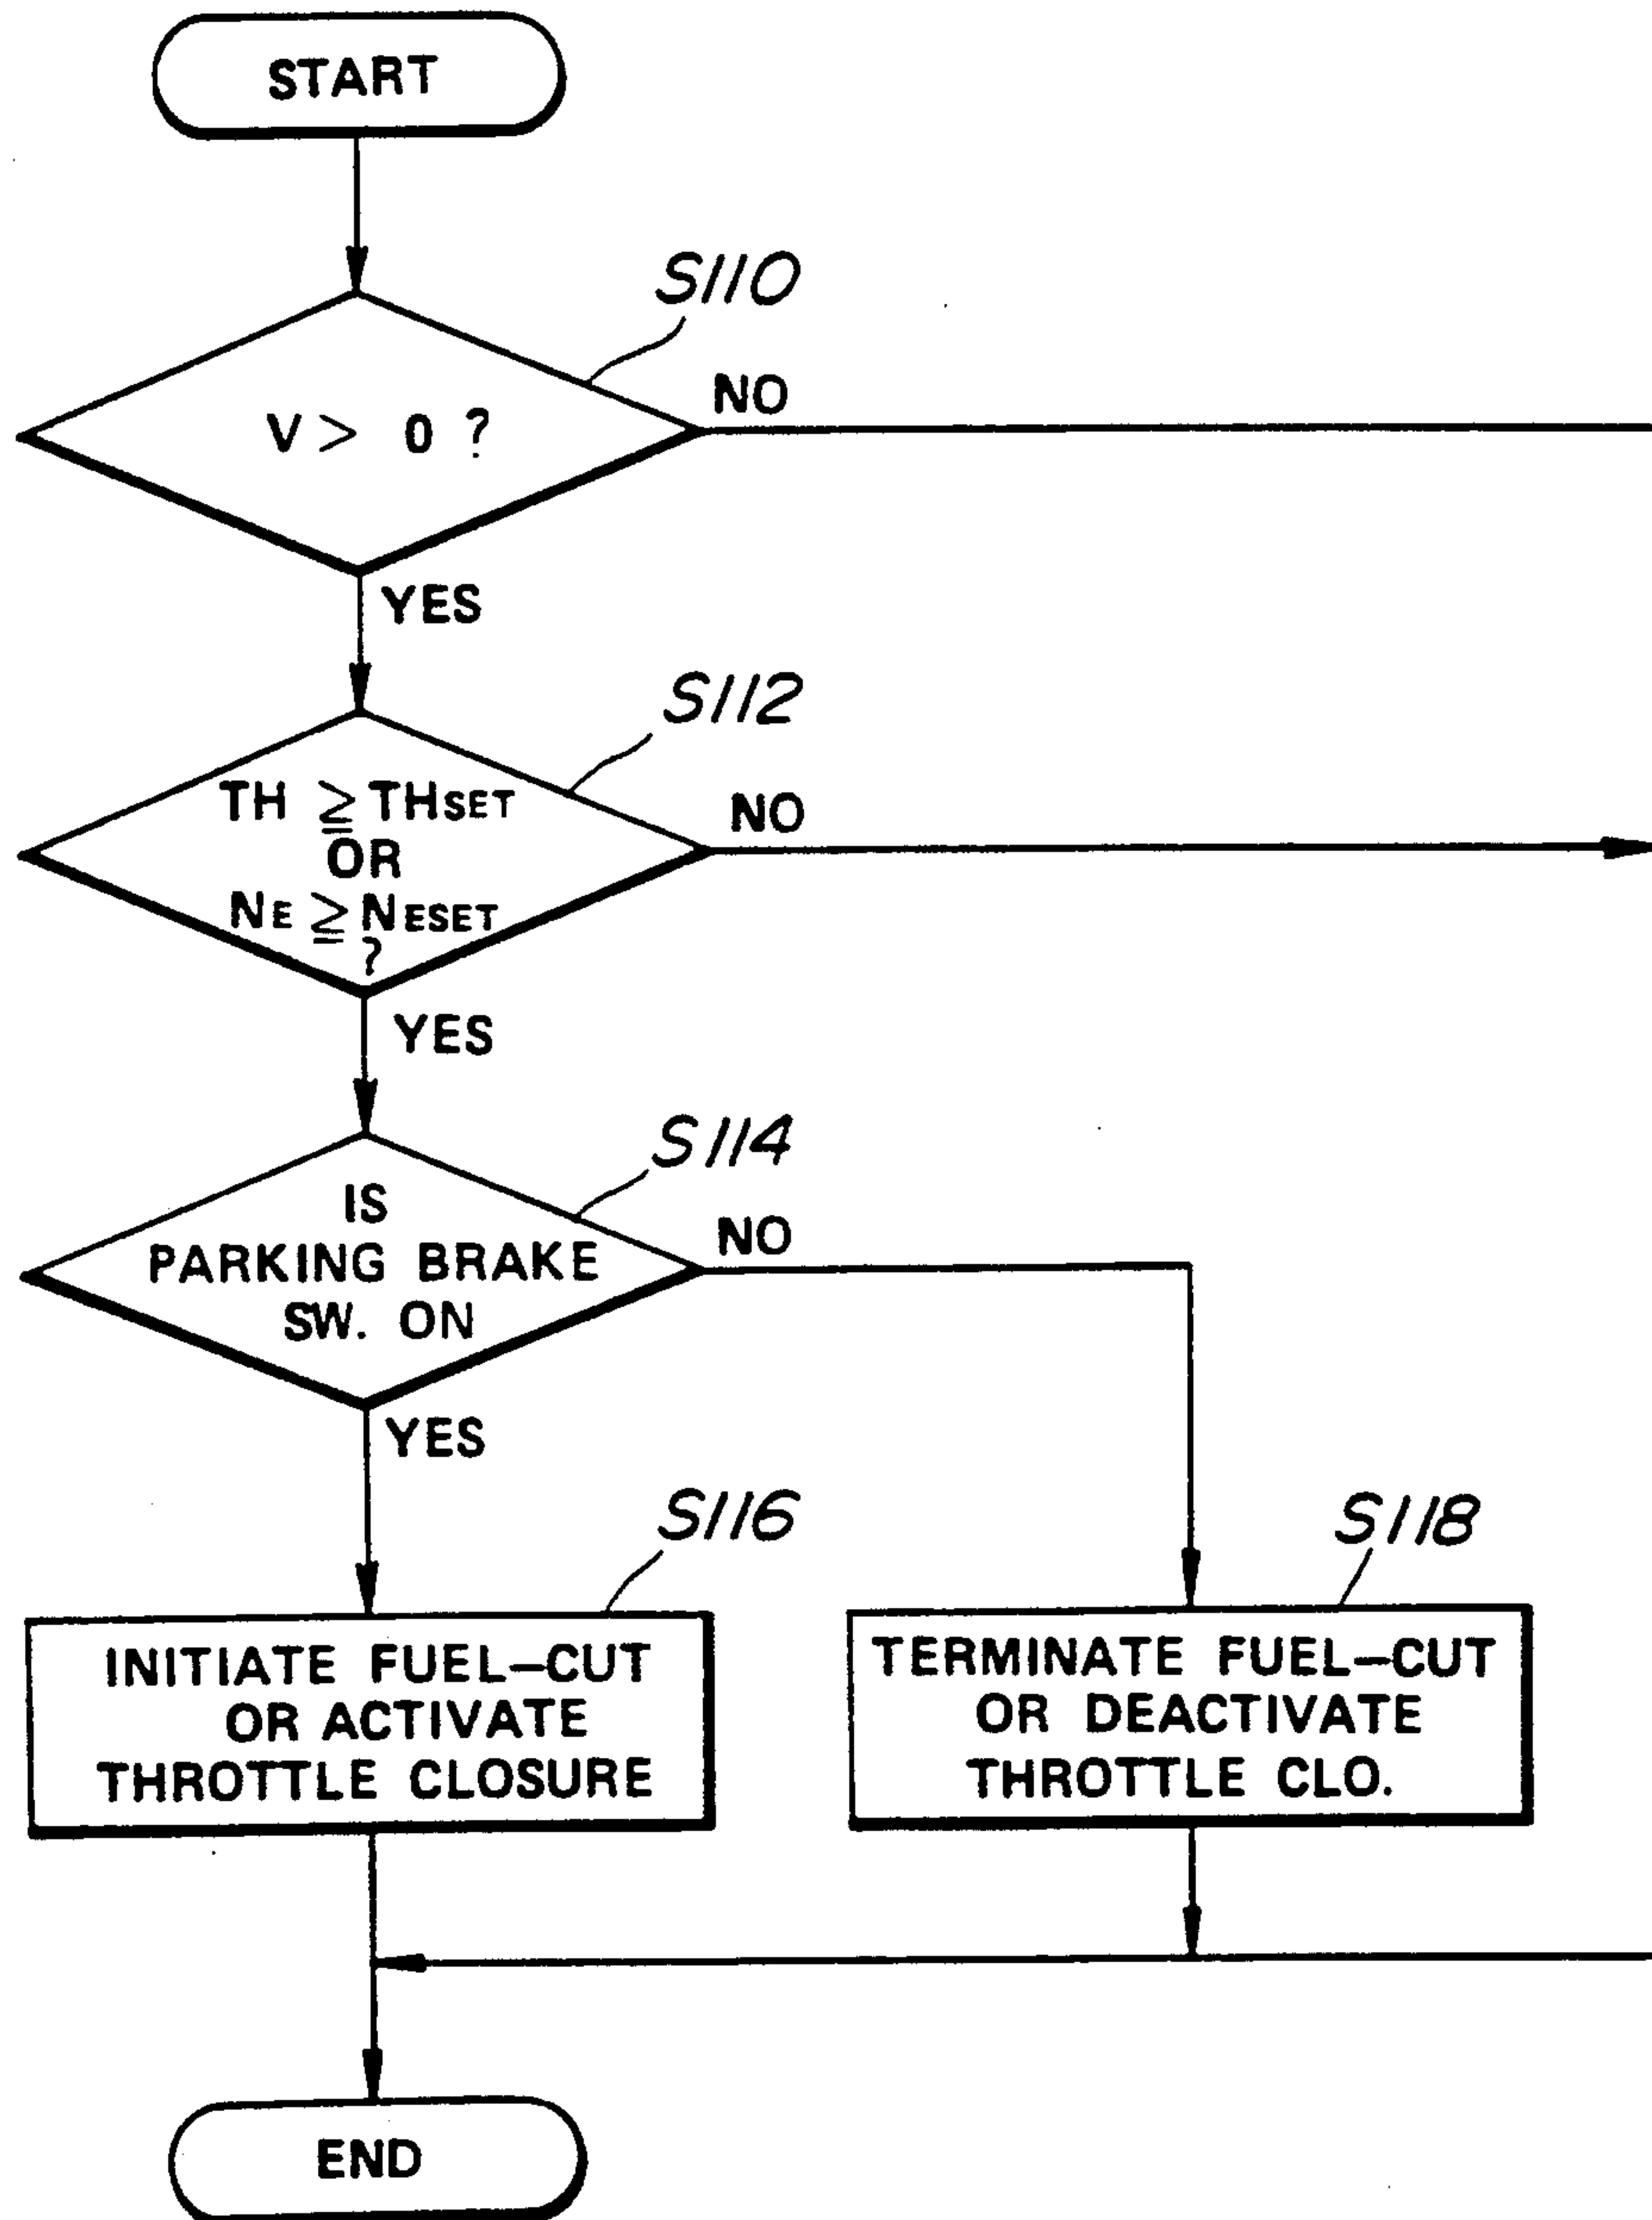 START
S110
V > 0 ?
NO
YES
S112
TH ≧ THSET
OR
NE ≧ NESET
?
NO
YES
S114
IS
PARKING BRAKE
SW. ON
NO
YES
S116
S118
INITIATE FUEL-CUT
OR ACTIVATE
THROTTLE CLOSURE
TERMINATE FUEL-CUT
OR DEACTIVATE
THROTTLE CLO.
END